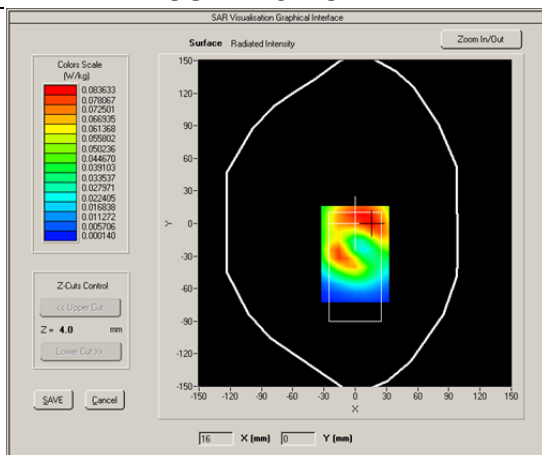 SAR Visualisation Graphical Interface
Surface Radiated Intensity
Zoom In/Out
Colors Scale
(W/kg)
0.083633
0.078067
0.072501
0.066935
0.061368
0.055802
0.050236
0.044670
0.039103
0.033537
0.027971
0.022405
0.016838
0.011272
0.005706
0.000140
Z-Cuts Control
<< Upper Cut
Z = 4.0 mm
Lower Cut >>
SAVE Cancel
150
120
90
60
30
0
-30
-60
-90
-120
-150
Y
-150 -120 -90 -60 -30 0 30 60 90 120 150
X
16 X (mm) 0 Y (mm)